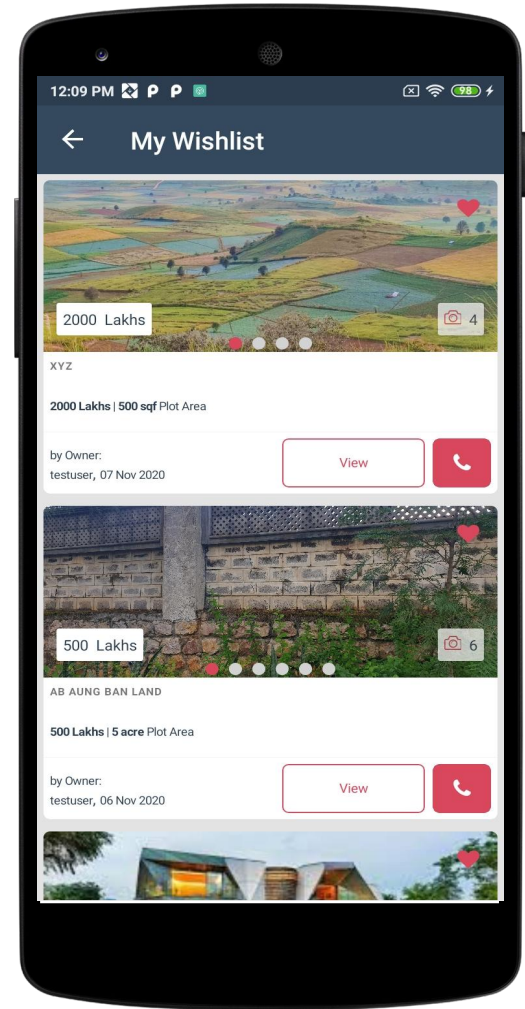 12:09 PM
98
My Wishlist
2000 Lakhs
4
XYZ
2000 Lakhs | 500 sqf Plot Area
by Owner:
testuser, 07 Nov 2020
View
500 Lakhs
6
AB AUNG BAN LAND
500 Lakhs | 5 acre Plot Area
by Owner:
testuser, 06 Nov 2020
View